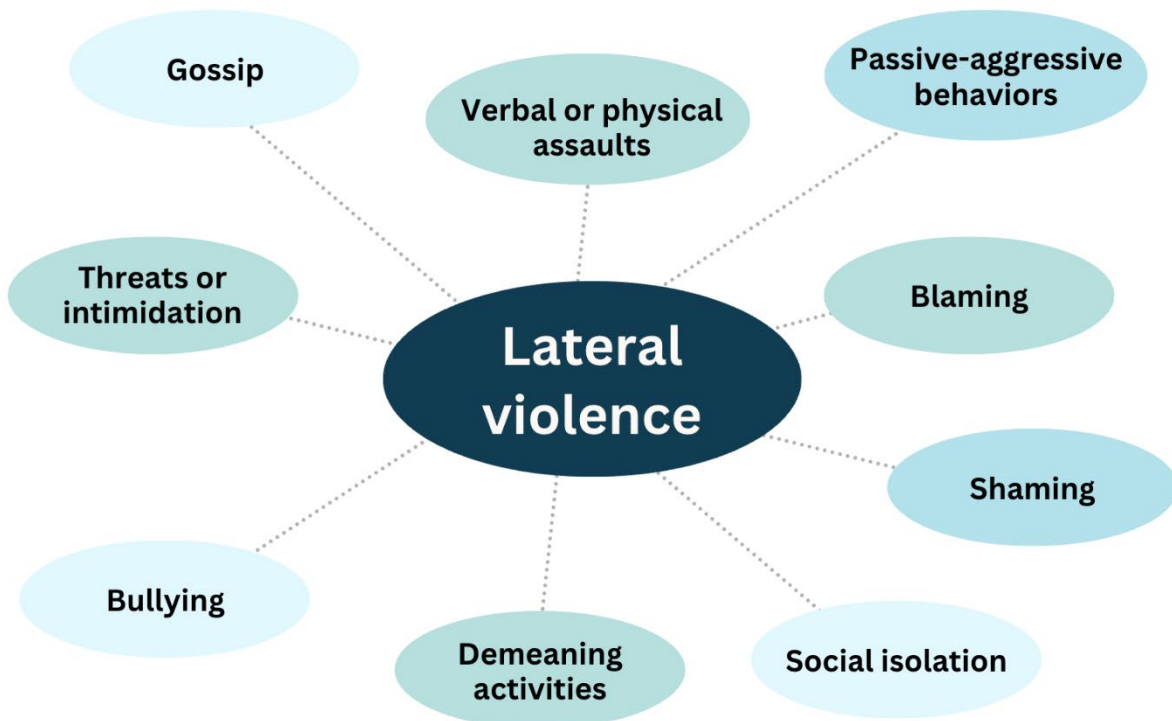 Gossip
Verbal or physical
assaults
Passive-aggressive
behaviors
Threats or
intimidation
Lateral
violence
Blaming
Shaming
Bullying
Demeaning
activities
Social isolation